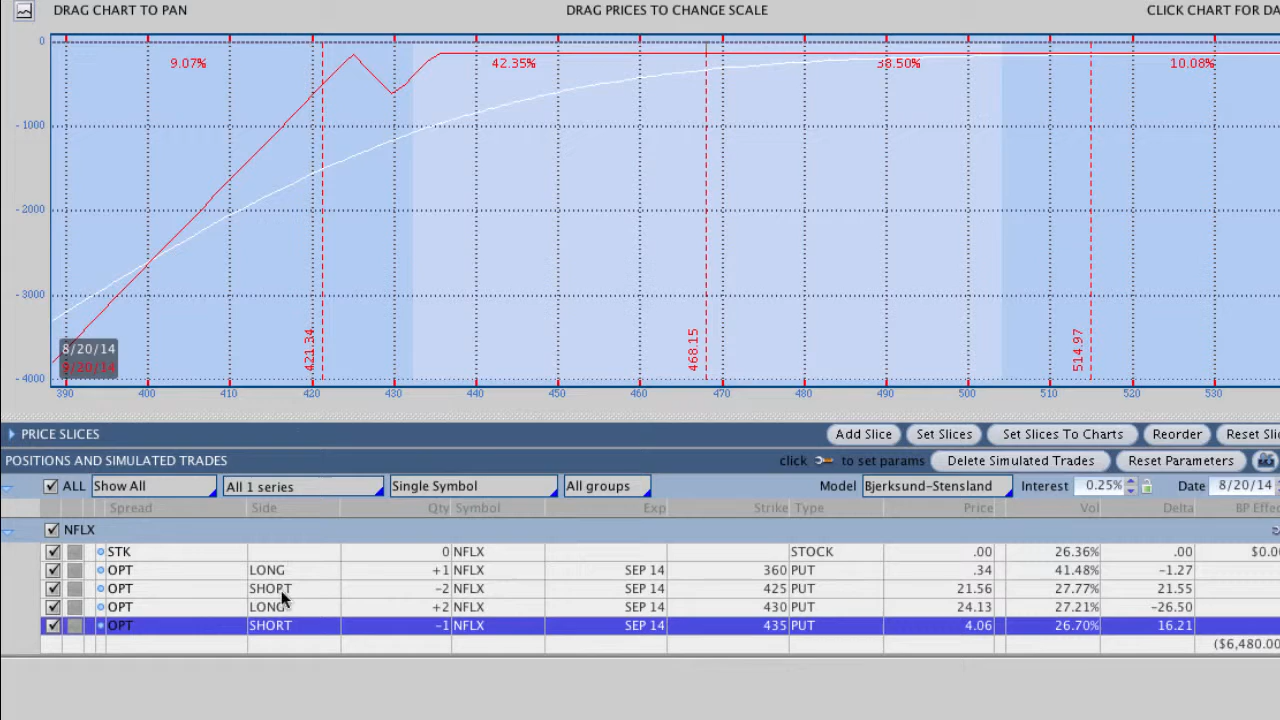 DRAG CHART TO PAN DRAG PRICES TO CHANGE SCALE CLICK CHART FOR DA
0
9.07% 42.35% 38.50% 10.08%
-1000
-2000
-3000
421.34 468.15 514.97
8/20/14
9/20/14
-4000
390 400 410 420 430 440 450 460 470 480 490 500 510 520 530
PRICE SLICES Add Slice Set Slices Set Slices To Charts Reorder Reset Slic
POSITIONS AND SIMULATED TRADES click to set params Delete Simulated Trades Reset Parameters
ALL Show All All 1 series Single Symbol All groups Model Bjerksund-Stensland Interest 0.25% Date 8/20/14
Spread Side Qty Symbol Exp Strike Type Price Vol Delta BP Effec
NFLX
STK 0 NFLX STOCK .00 26.36% .00 $0.0
OPT LONG +1 NFLX SEP 14 360 PUT .34 41.48% -1.27
OPT SHORT -2 NFLX SEP 14 425 PUT 21.56 27.77% 21.55
OPT LONG +2 NFLX SEP 14 430 PUT 24.13 27.21% -26.50
OPT SHORT -1 NFLX SEP 14 435 PUT 4.06 26.70% 16.21
($6,480.00